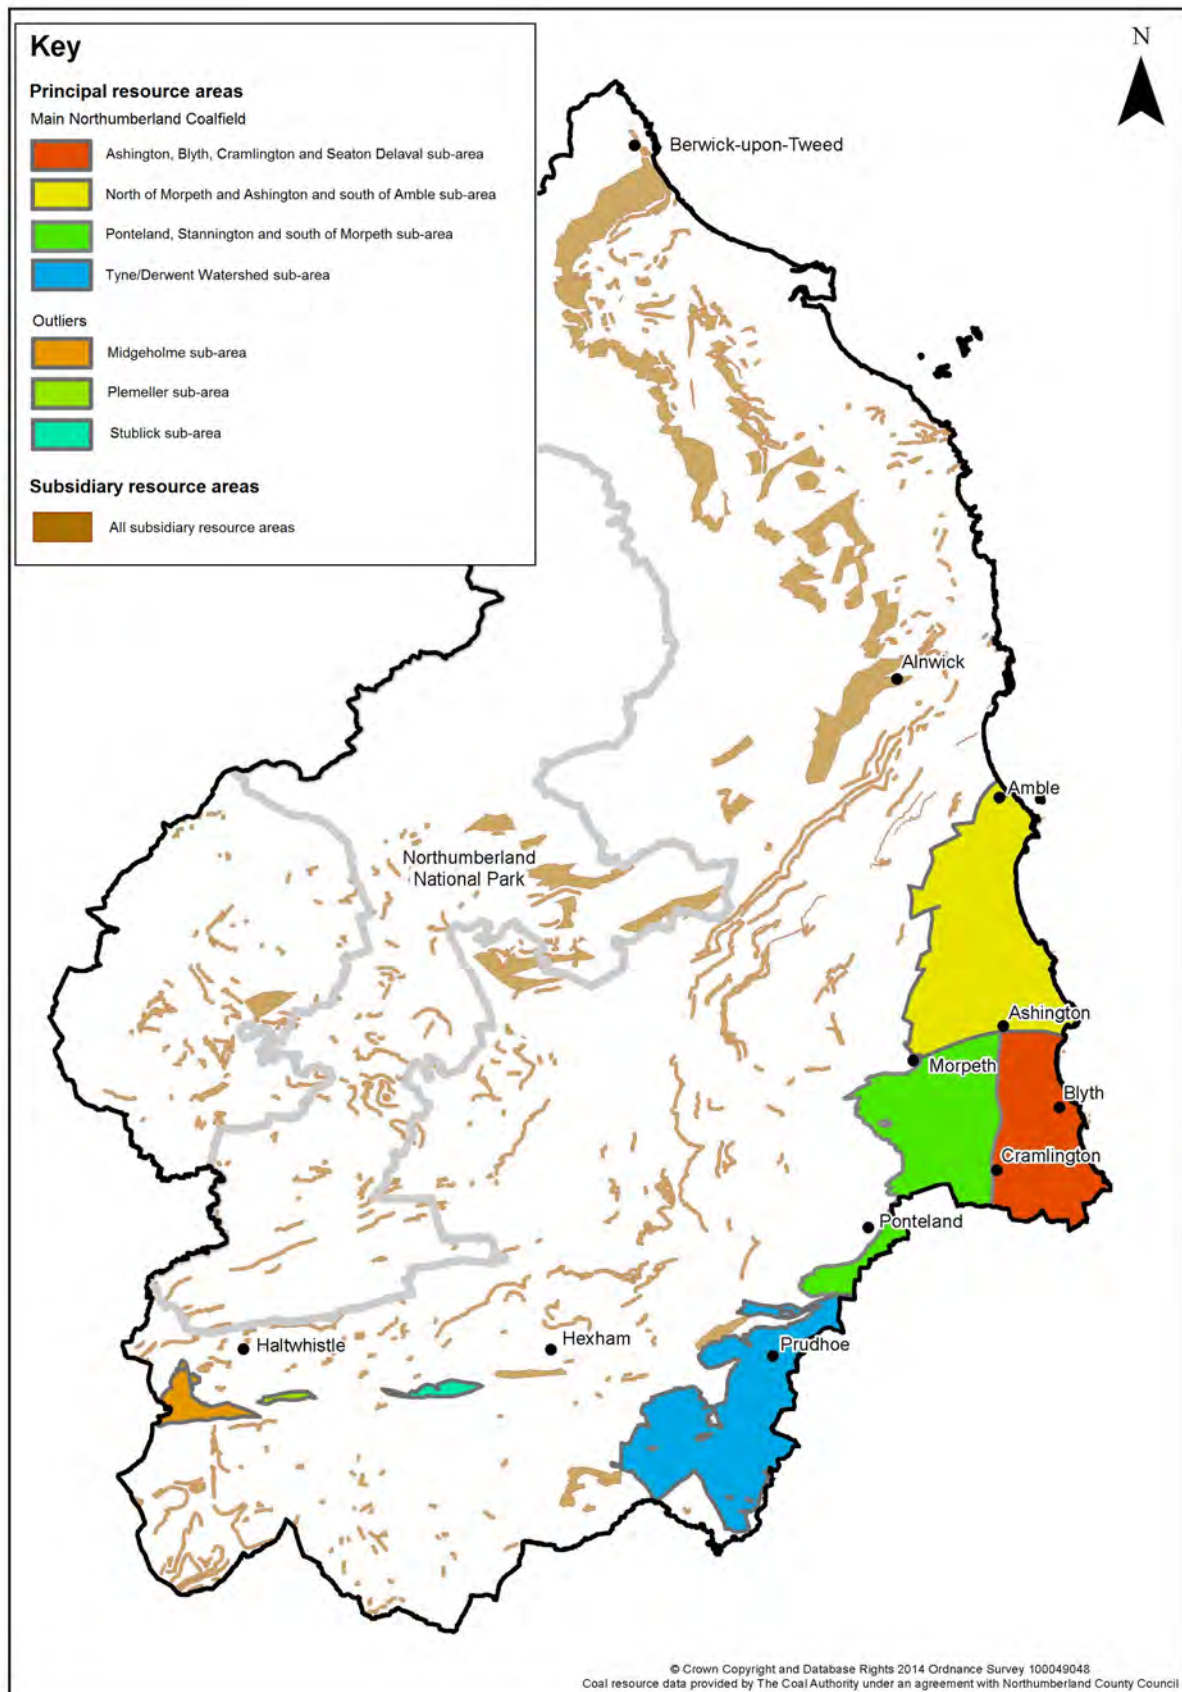 Key
Principal resource areas
Main Northumberland Coalfield
Ashington, Blyth, Cramlington and Seaton Delaval sub-area
North of Morpeth and Ashington and south of Amble sub-area
Ponteland, Stannington and south of Morpeth sub-area
Tyne/Derwent Watershed sub-area
Outliers
Midgeholme sub-area
Plemeller sub-area
Stublick sub-area
Subsidiary resource areas
All subsidiary resource areas
N
Berwick-upon-Tweed
Alnwick
Amble
Northumberland
National Park
Ashington
Morpeth
Blyth
Cramlington
Ponteland
Haltwhistle
Hexham
Prudhoe
© Crown Copyright and Database Rights 2014 Ordnance Survey 100049048
Coal resource data provided by The Coal Authority under an agreement with Northumberland County Council